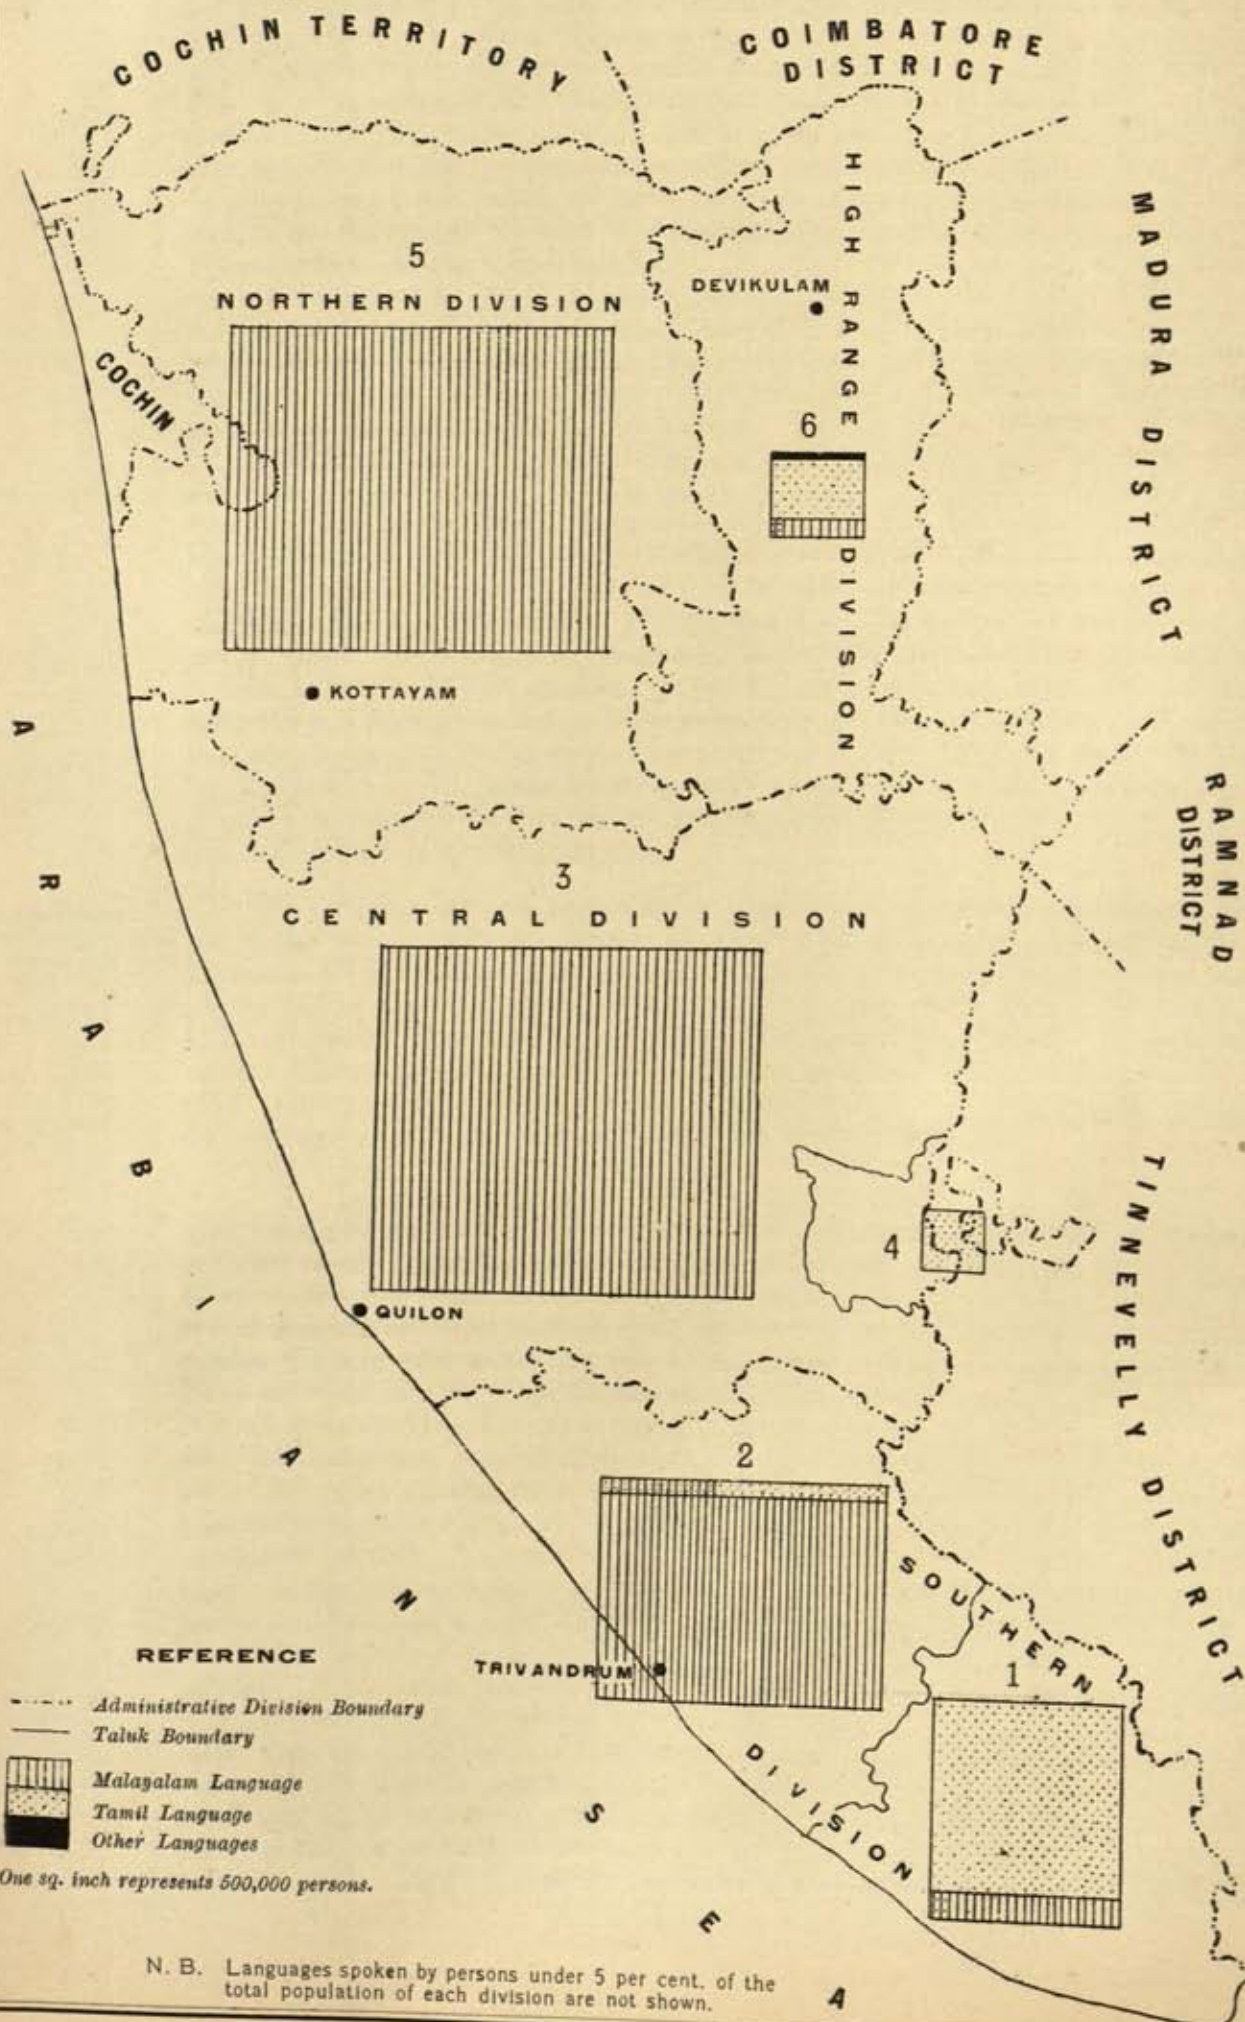 COCHIN TERRITORY
COIMBATORE
DISTRICT
MADURA DISTRICT
RAMNAD
DISTRICT
TINNEVELLY DISTRICT
HIGH RANGE DIVISION
DEVIKULAM
6
5
NORTHERN DIVISION
COCHIN
KOTTAYAM
3
CENTRAL DIVISION
4
QUILON
2
TRIVANDRUM
SOUTHERN DIVISION
1
ARABIAN SEA
REFERENCE
Administrative Division Boundary
Taluk Boundary
Malayalam Language
Tamil Language
Other Languages
One sq. inch represents 500,000 persons.
N. B. Languages spoken by persons under 5 per cent. of the
total population of each division are not shown.